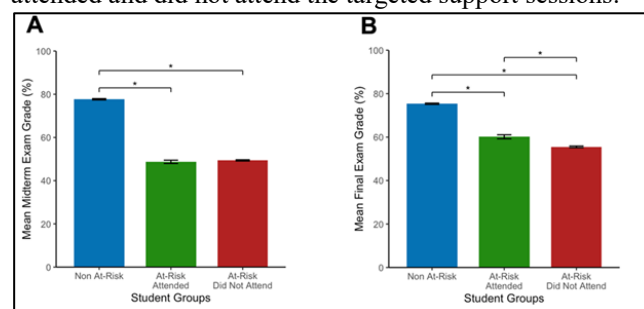 attended and did not attend the targeted support sessions.
A
B
Mean Midterm Exam Grade (%)
100
80
60
40
20
0
*
*
Non At-Risk
At-Risk
Attended
At-Risk
Did Not Attend
Student Groups
Mean Final Exam Grade (%)
100
80
60
40
20
0
*
*
*
Non At-Risk
At-Risk
Attended
At-Risk
Did Not Attend
Student Groups